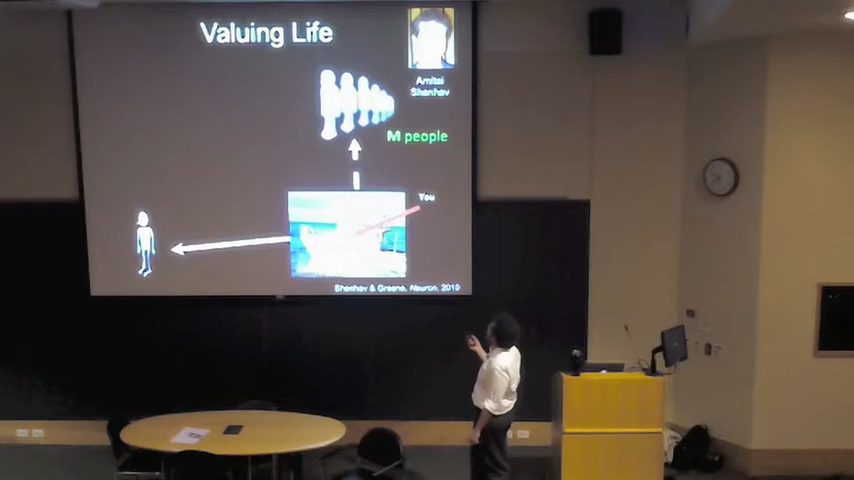 Valuing Life
Amitai
Shenhav
M people
You
Shenhav & Greene, Neuron, 2010